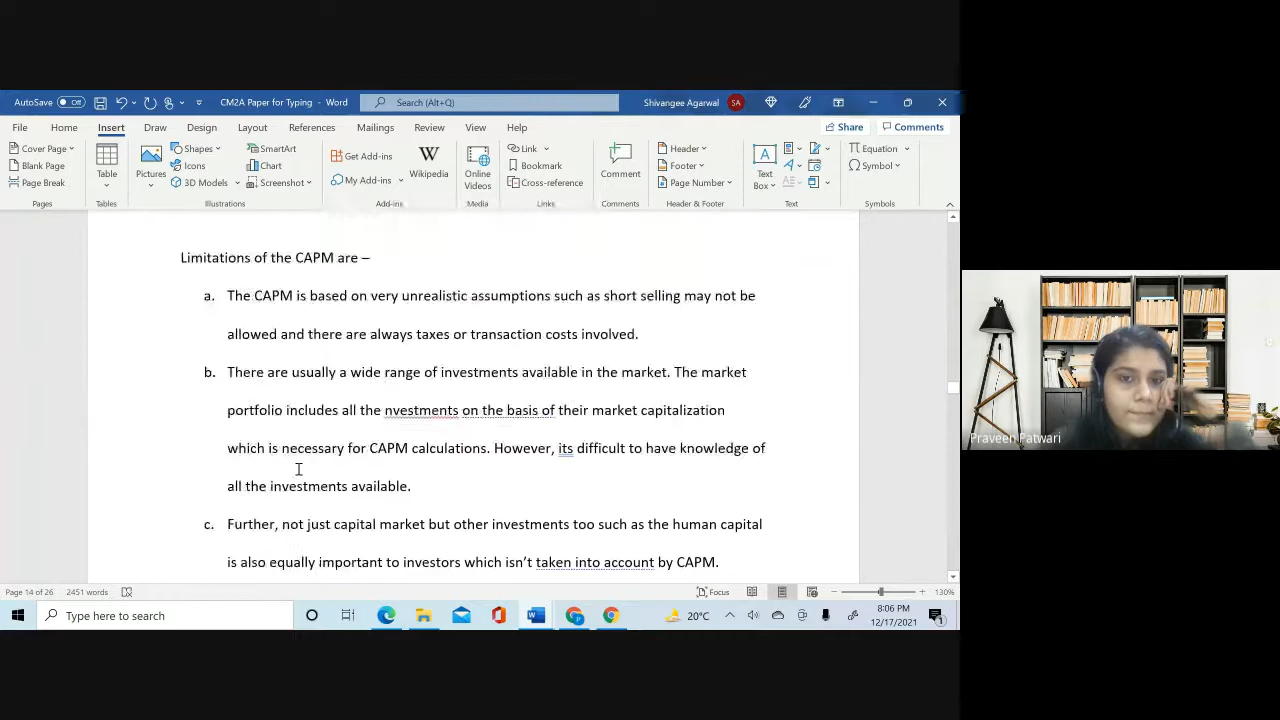 AutoSave Off CM2A Paper for Typing - Word Search (Alt+Q) Shivangee Agarwal SA
File Home Insert Draw Design Layout References Mailings Review View Help Share Comments
Cover Page
Blank Page
Page Break
Pages
Table
Tables
Pictures
Shapes
Icons
3D Models
SmartArt
Chart
Screenshot
Illustrations
Get Add-ins
My Add-ins
Wikipedia
Add-ins
Online
Videos
Media
Link
Bookmark
Cross-reference
Links
Comment
Comments
Header
Footer
Page Number
Header & Footer
Text
Box
Text
Equation
Symbol
Symbols
Limitations of the CAPM are –
a. The CAPM is based on very unrealistic assumptions such as short selling may not be
allowed and there are always taxes or transaction costs involved.
b. There are usually a wide range of investments available in the market. The market
portfolio includes all the nvestments on the basis of their market capitalization
which is necessary for CAPM calculations. However, its difficult to have knowledge of
all the investments available.
c. Further, not just capital market but other investments too such as the human capital
is also equally important to investors which isn't taken into account by CAPM.
Page 14 of 26 2451 words Focus 130%
Type here to search 20°C 8:06 PM
12/17/2021
Praveen Patwari